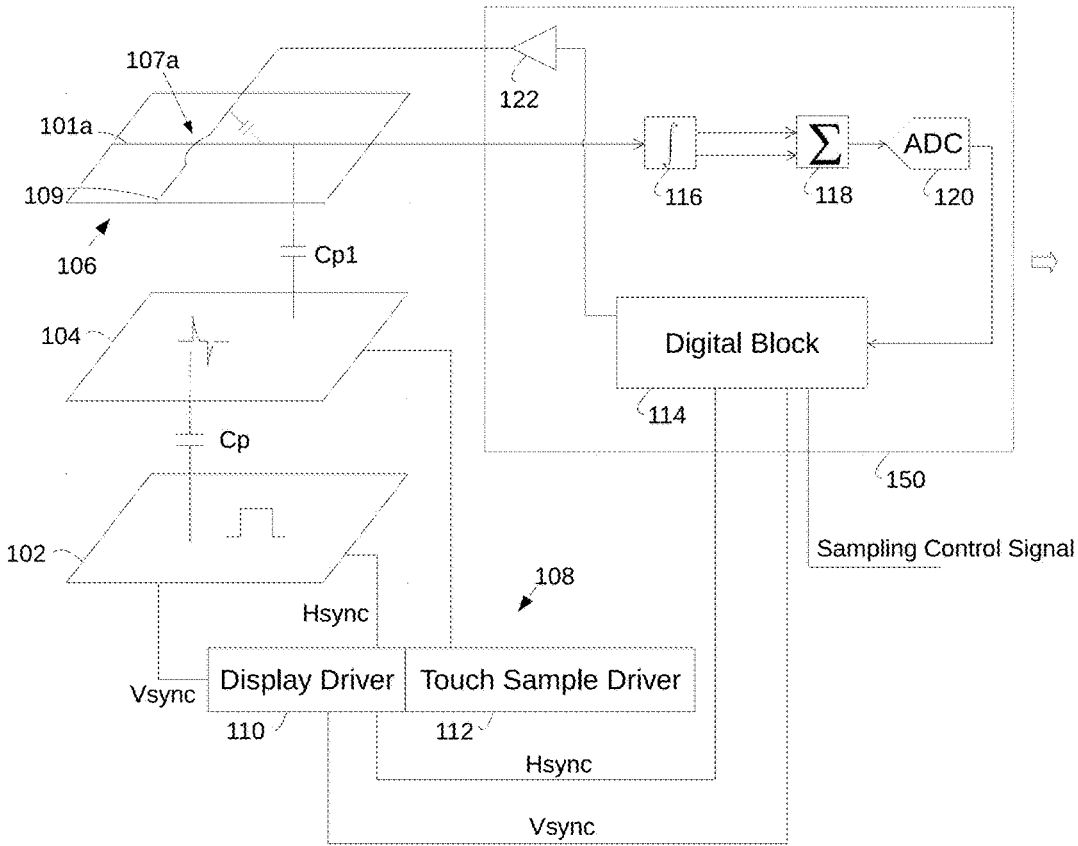 107a
122
101a
∫
Σ
ADC
109
116
118
120
106
Cp1
104
Digital Block
114
Cp
150
102
Sampling Control Signal
108
Hsync
Display Driver
Touch Sample Driver
Vsync
110
112
Hsync
Vsync